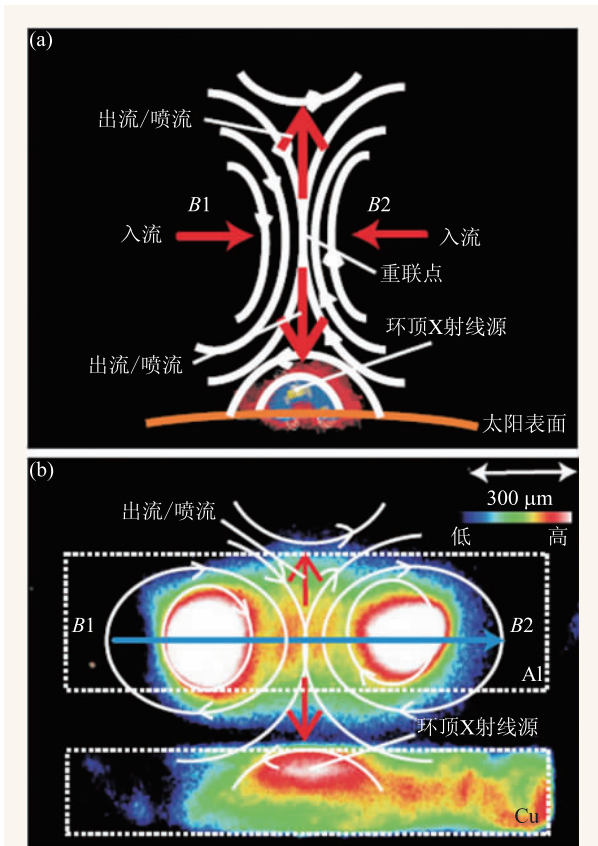 (a)
出流/喷流
B1
B2
入流
入流
重联点
环顶X射线源
出流/喷流
太阳表面
(b)
300 μm
出流/喷流
低
高
B1
B2
Al
环顶X射线源
Cu